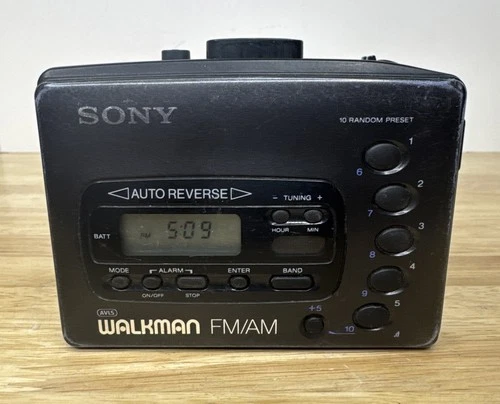 SONY
10 RANDOM PRESET
1
6
◁ AUTO REVERSE ▷
− TUNING +
2
7
BATT
5:09
HOUR
MIN
3
8
MODE
ALARM
ENTER
BAND
4
9
ON/OFF
STOP
AVLS
+5
5
10
WALKMAN FM/AM